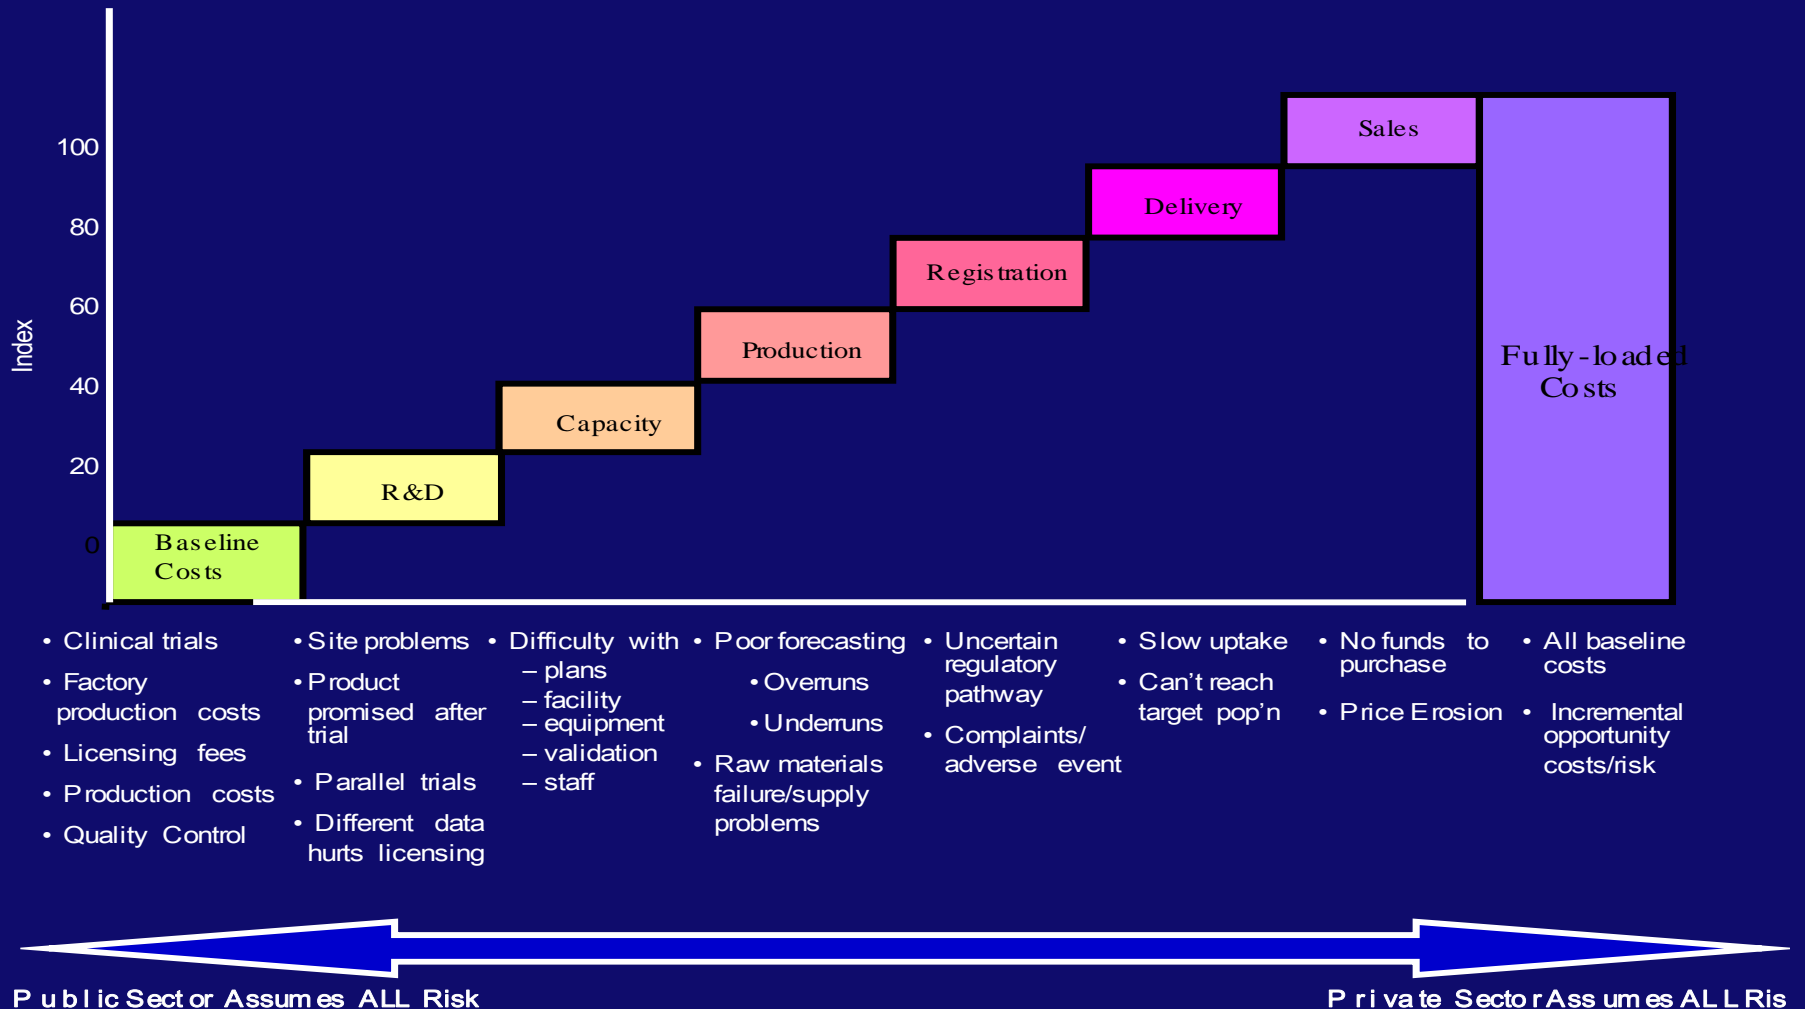 100
80
60
40
20
0
Index
Baseline
Costs
R&D
Capacity
Production
Registration
Delivery
Sales
Fully-loaded
Costs
• Clinical trials
• Factory
production costs
• Licensing fees
• Production costs
• Quality Control
• Site problems
• Product
promised after
trial
• Parallel trials
• Different data
hurts licensing
• Difficulty with
– plans
– facility
– equipment
– validation
– staff
• Poor forecasting
• Overruns
• Underruns
• Raw materials
failure/supply
problems
• Uncertain
regulatory
pathway
• Complaints/
adverse event
• Slow uptake
• Can't reach
target pop'n
• No funds to
purchase
• Price Erosion
• All baseline
costs
• Incremental
opportunity
costs/risk
Public Sector Assumes ALL Risk
Private Sector Assumes ALL Ris